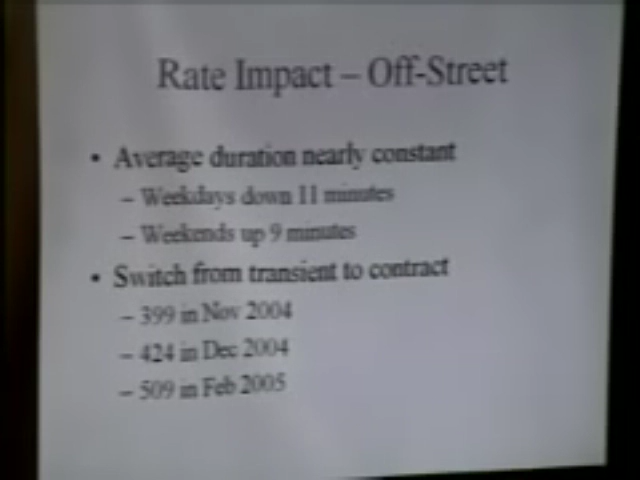 Rate Impact – Off-Street
• Average duration nearly constant
– Weekdays down 11 minutes
– Weekends up 9 minutes
• Switch from transient to contract
– 399 in Nov 2004
– 424 in Dec 2004
– 509 in Feb 2005